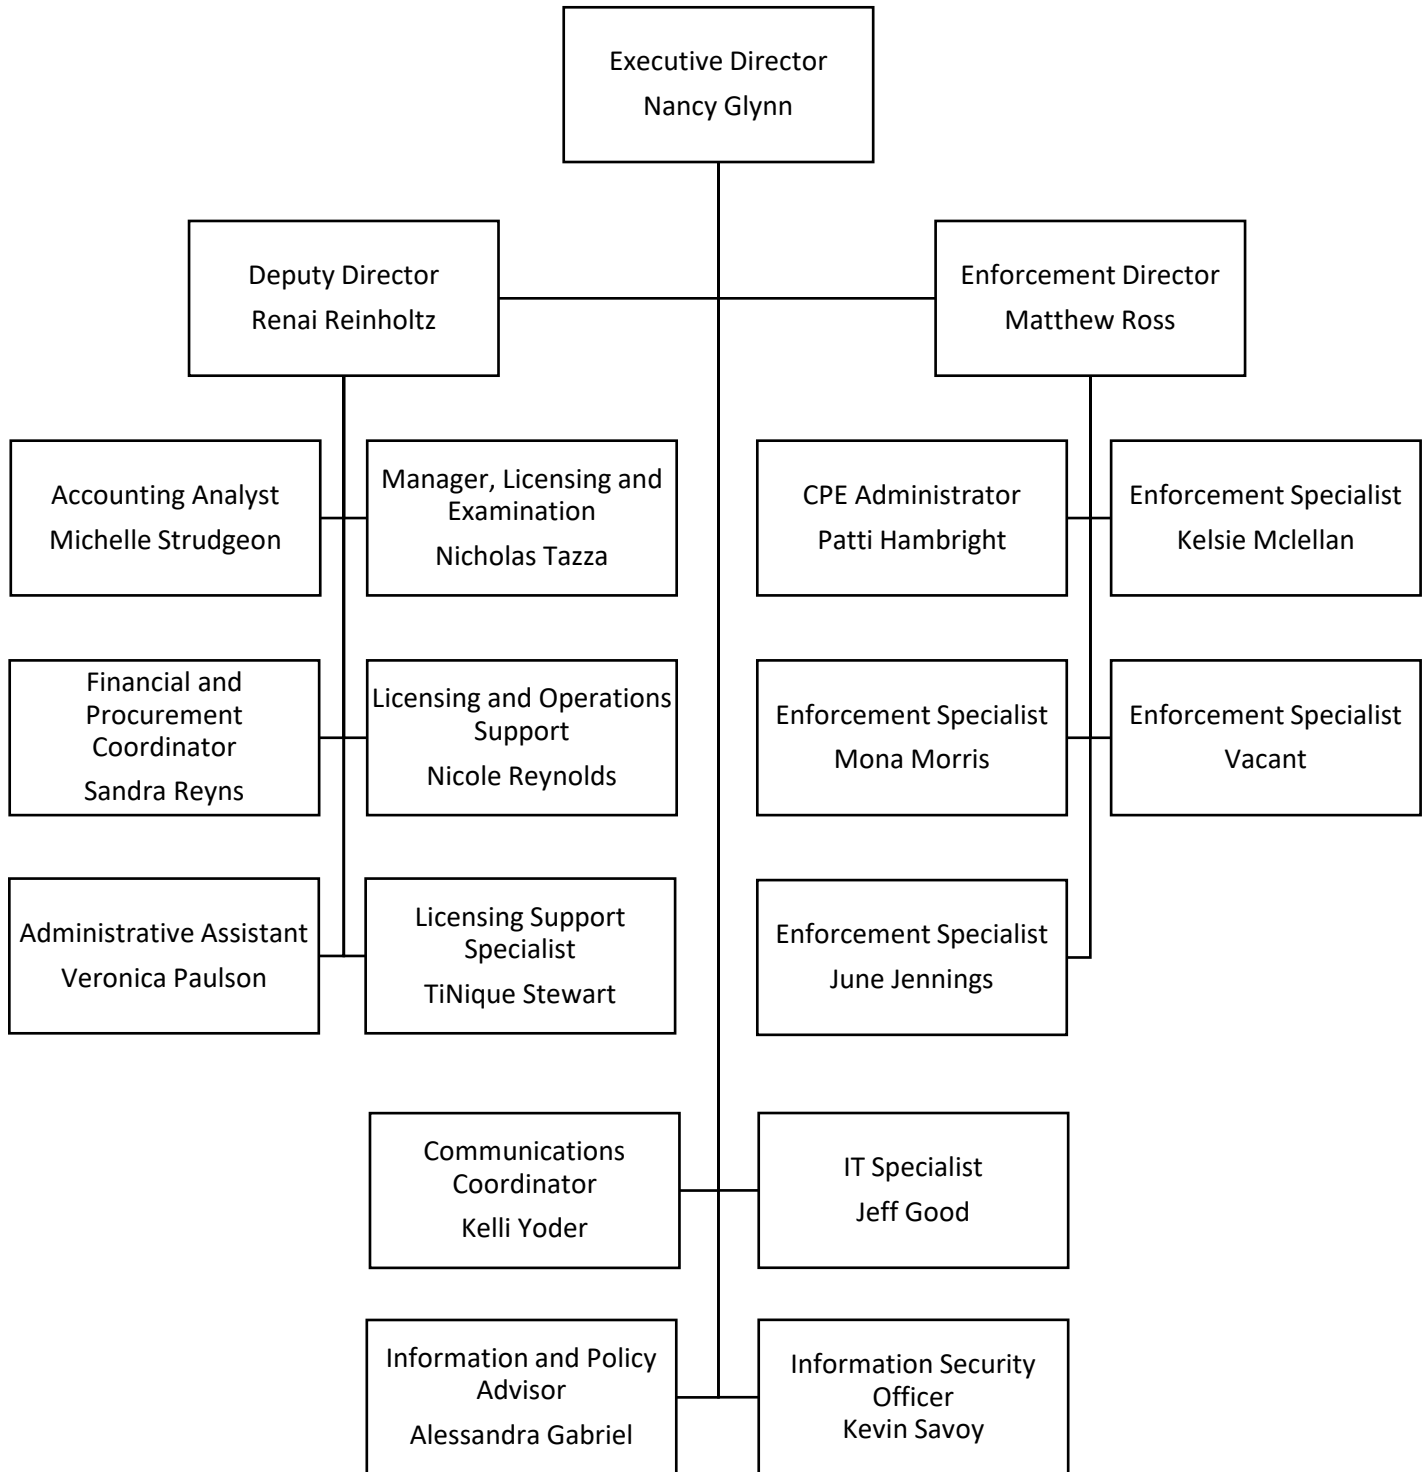 Executive Director
Nancy Glynn
Deputy Director
Renai Reinholtz
Enforcement Director
Matthew Ross
Accounting Analyst
Michelle Strudgeon
Manager, Licensing and
Examination
Nicholas Tazza
CPE Administrator
Patti Hambright
Enforcement Specialist
Kelsie Mclellan
Financial and
Procurement
Coordinator
Sandra Reyns
Licensing and Operations
Support
Nicole Reynolds
Enforcement Specialist
Mona Morris
Enforcement Specialist
Vacant
Administrative Assistant
Veronica Paulson
Licensing Support
Specialist
TiNique Stewart
Enforcement Specialist
June Jennings
Communications
Coordinator
Kelli Yoder
IT Specialist
Jeff Good
Information and Policy
Advisor
Alessandra Gabriel
Information Security
Officer
Kevin Savoy